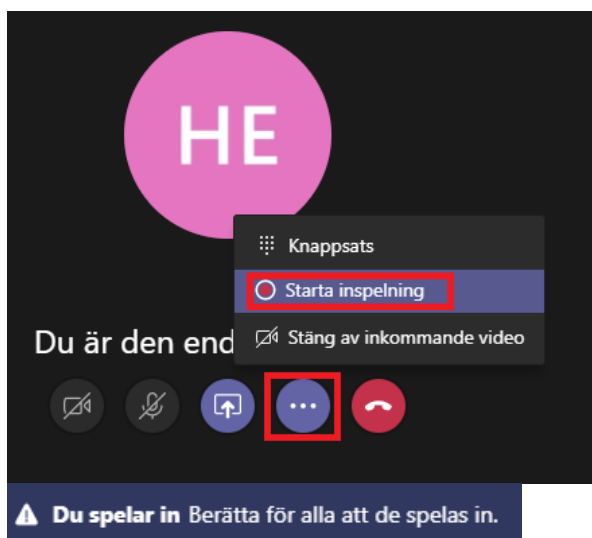 HE
Knappsats
Starta inspelning
Du är den end
Stäng av inkommande video
Du spelar in Berätta för alla att de spelas in.